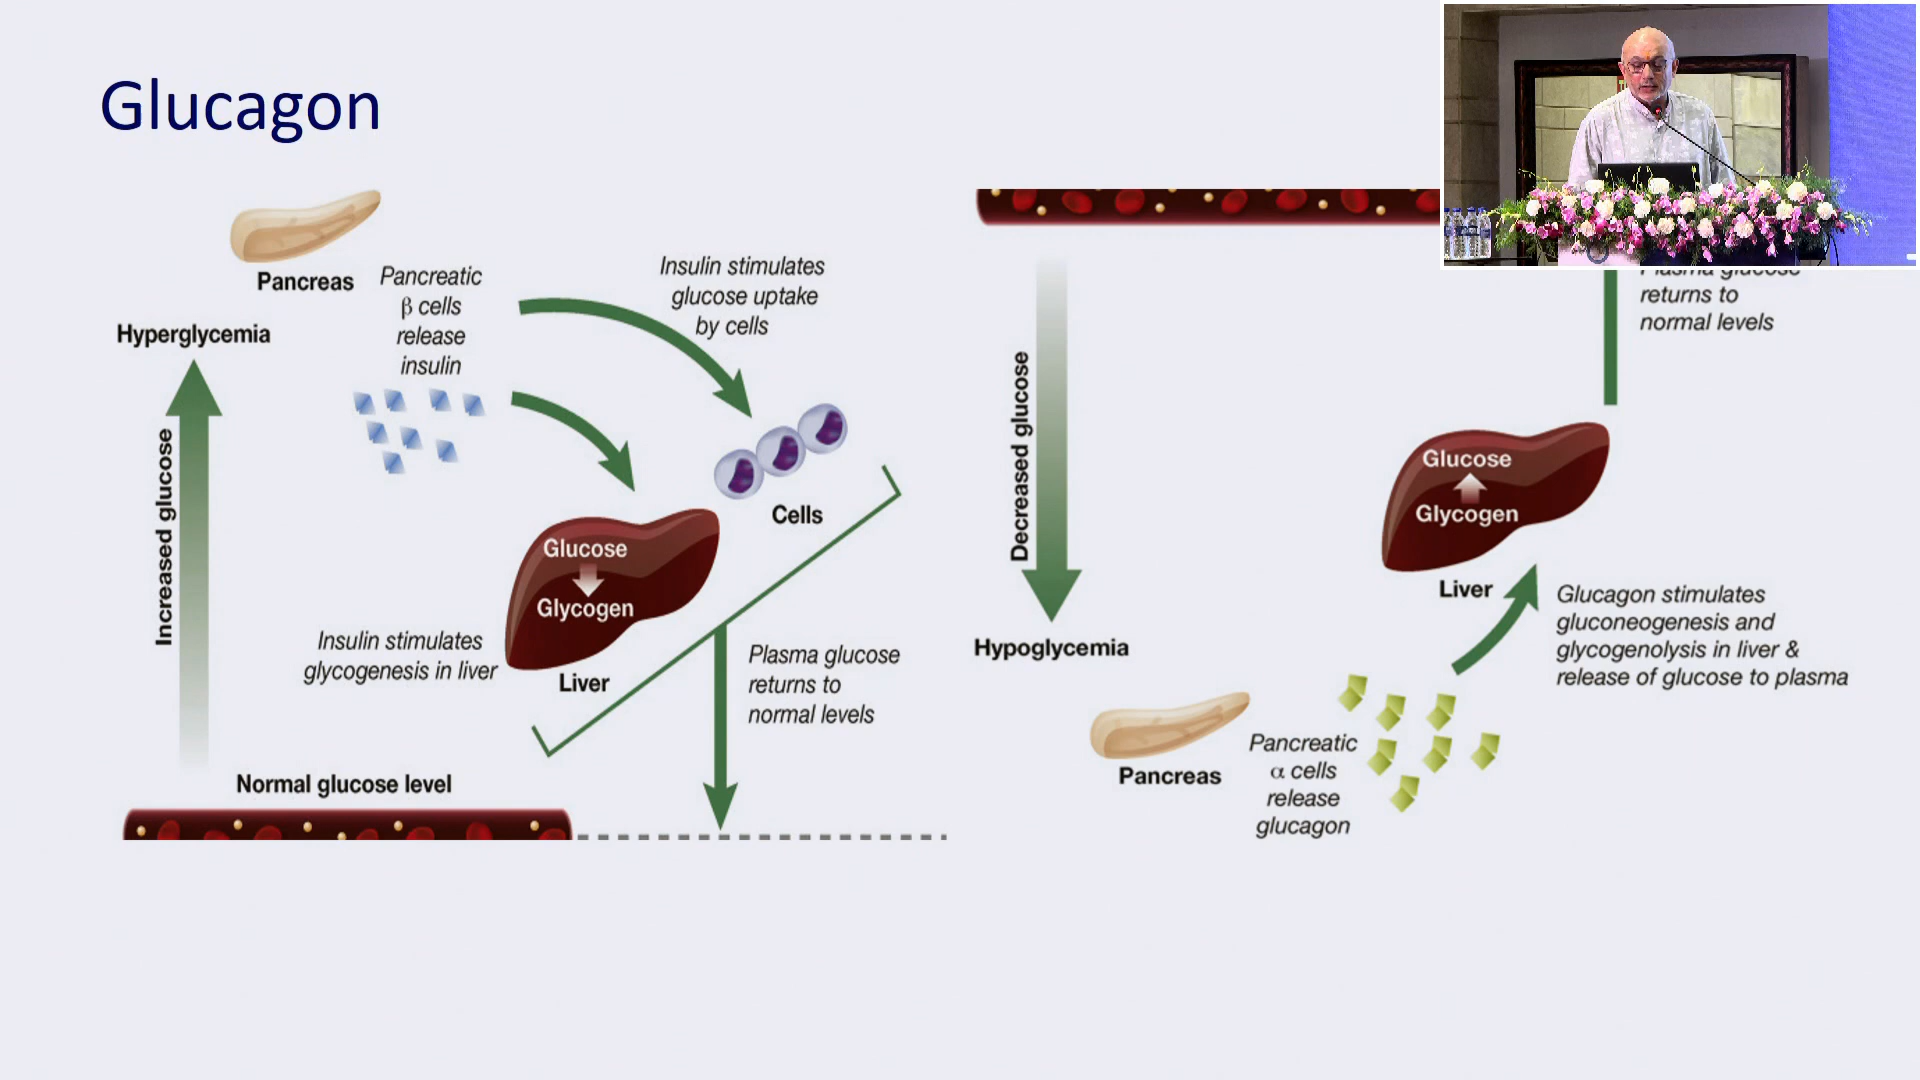 Glucagon
Pancreas
Pancreatic
β cells
release
insulin
Insulin stimulates
glucose uptake
by cells
Hyperglycemia
Increased glucose
Cells
Glucose
Glycogen
Insulin stimulates
glycogenesis in liver
Liver
Plasma glucose
returns to
normal levels
Normal glucose level
Decreased glucose
Hypoglycemia
Pancreas
Pancreatic
α cells
release
glucagon
Glucagon stimulates
gluconeogenesis and
glycogenolysis in liver &
release of glucose to plasma
Glucose
Glycogen
Liver
Plasma glucose
returns to
normal levels